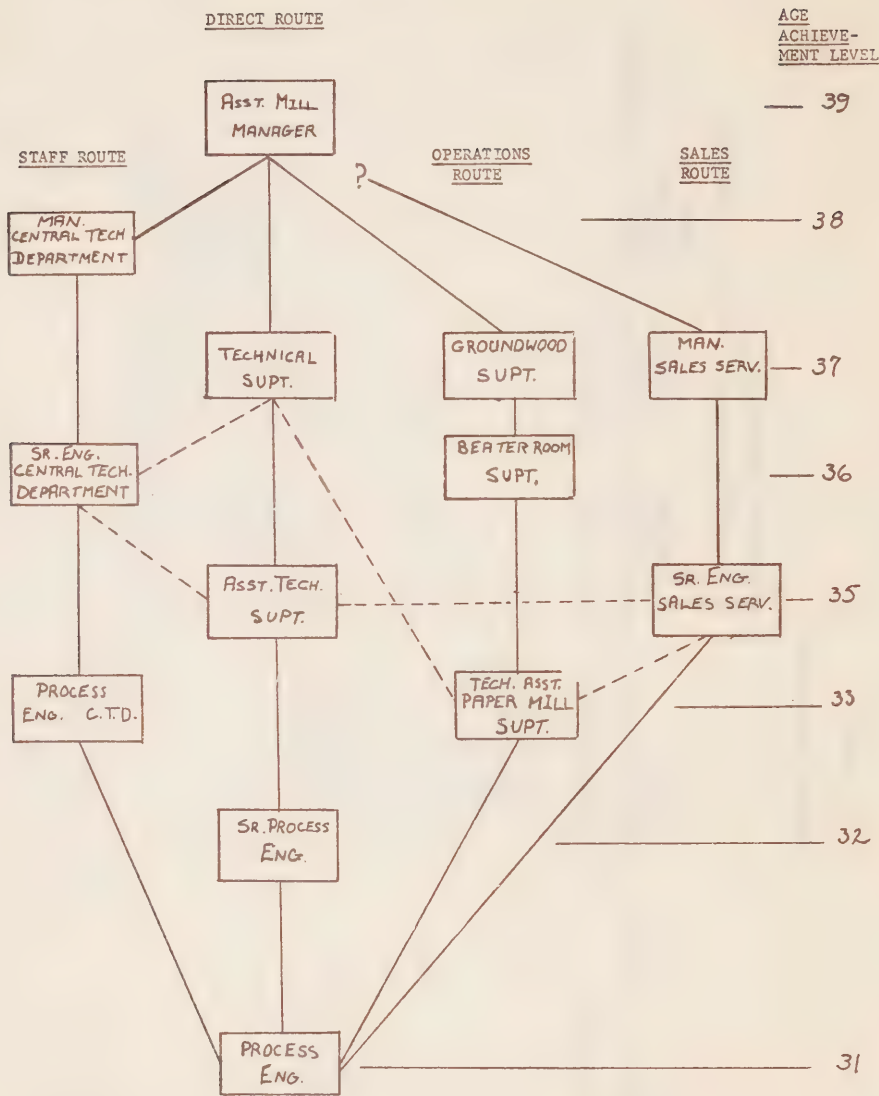 DIRECT ROUTE
AGE
ACHIEVE-
MENT LEVEL
ASST. MILL
MANAGER
39
STAFF ROUTE
OPERATIONS
ROUTE
SALES
ROUTE
?
MAN.
CENTRAL TECH
DEPARTMENT
38
TECHNICAL
SUPT.
GROUNDWOOD
SUPT.
MAN.
SALES SERV.
37
SR. ENG.
CENTRAL TECH.
DEPARTMENT
BEATER ROOM
SUPT.
36
ASST. TECH.
SUPT.
SR. ENG.
SALES SERV.
35
PROCESS
ENG. C.T.D.
TECH. ASST.
PAPER MILL
SUPT.
33
SR. PROCESS
ENG.
32
PROCESS
ENG.
31